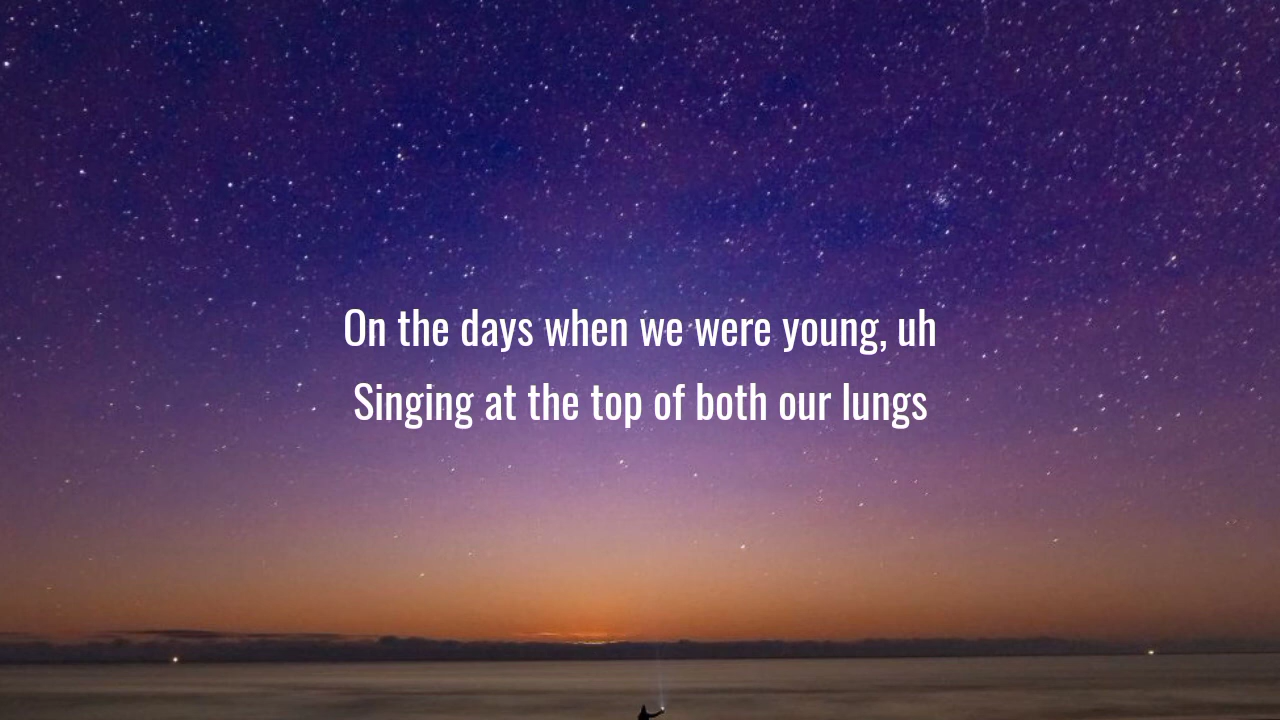 On the days when we were young, uh
Singing at the top of both our lungs